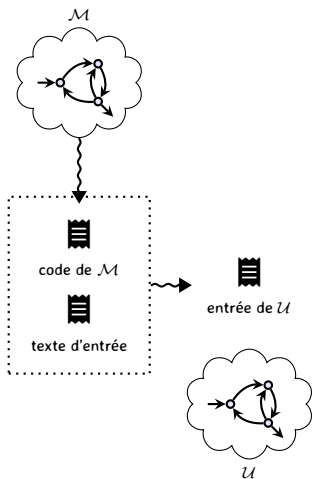 ℳ
code de ℳ
texte d'entrée
entrée de 𝒰
𝒰